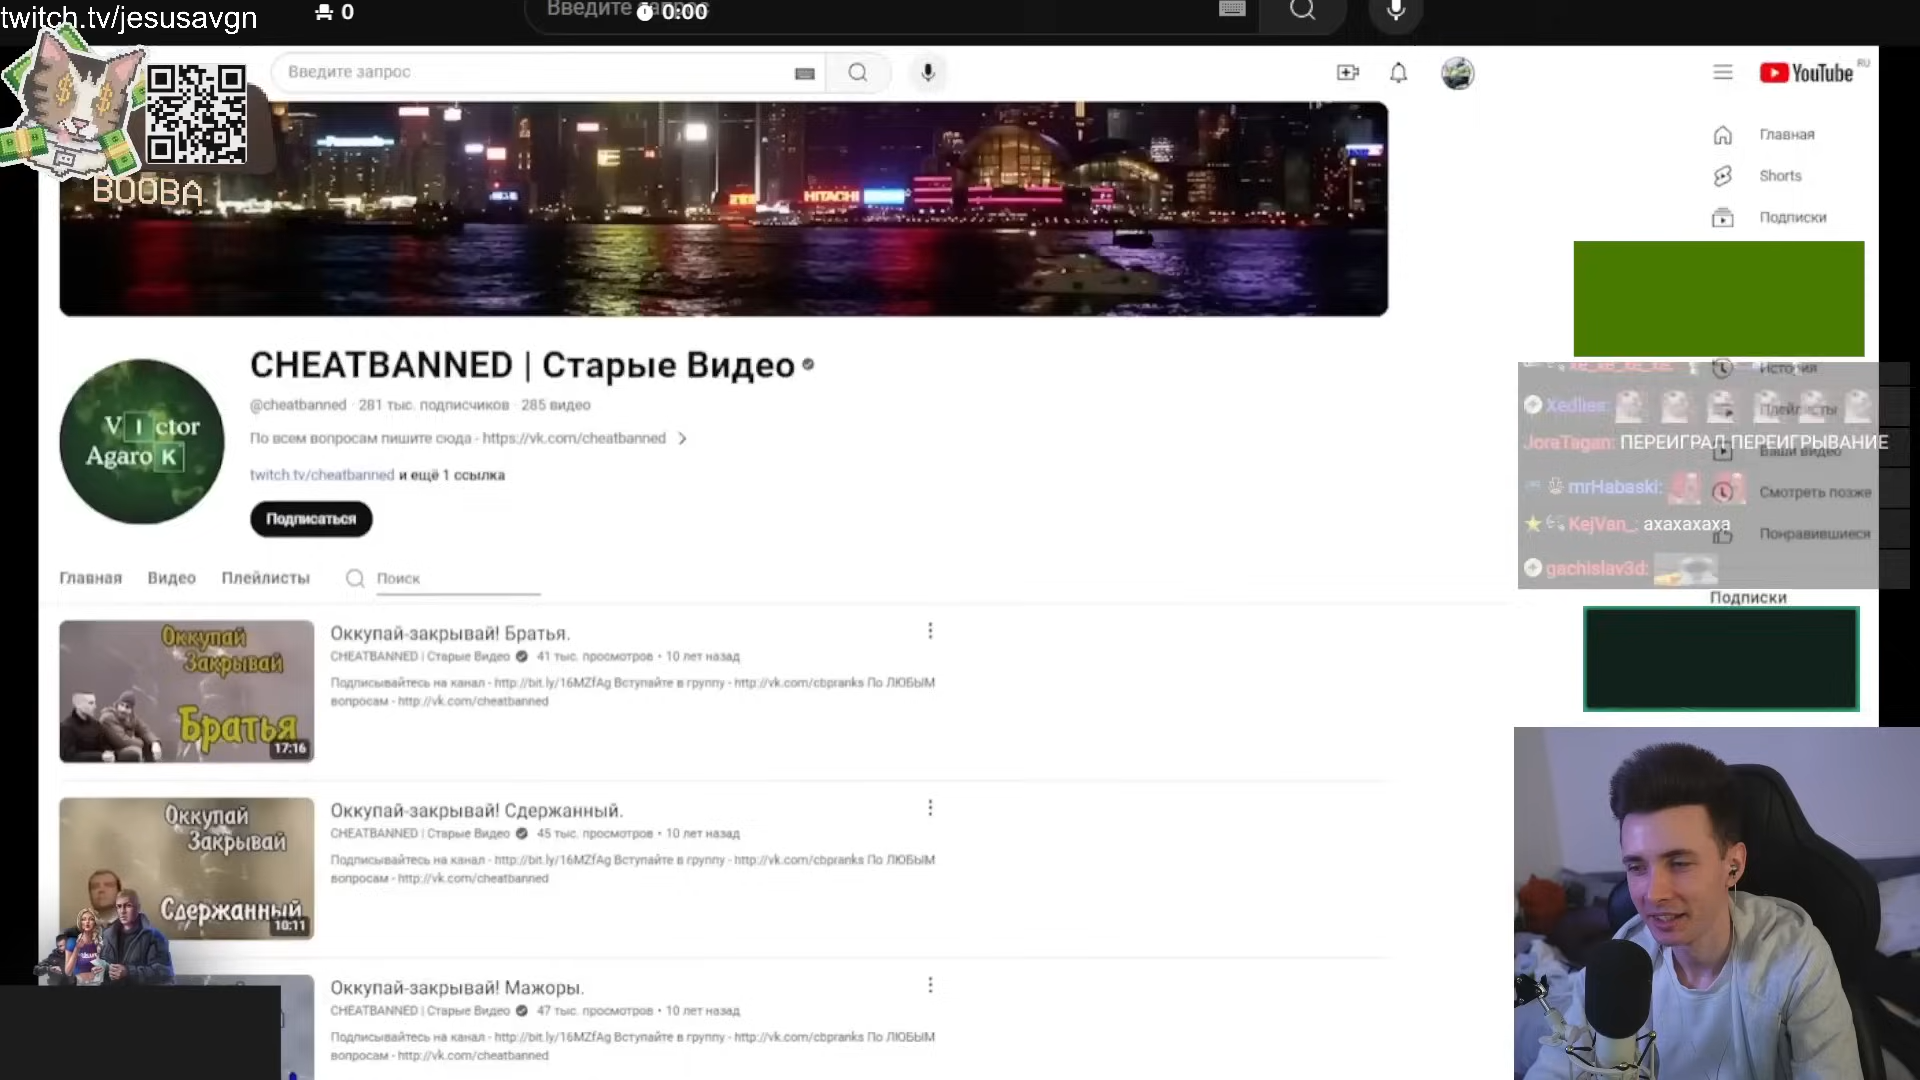 twitch.tv/jesusavgn
0
Введите запрос
0:00
BOOBA
Введите запрос
YouTube
RU
Главная
Shorts
Подписки
HITACHI
CHEATBANNED | Старые Видео
@cheatbanned · 281 тыс. подписчиков · 285 видео
По всем вопросам пишите сюда - https://vk.com/cheatbanned
twitch.tv/cheatbanned и ещё 1 ссылка
Подписаться
Victor
Agarok
Главная
Видео
Плейлисты
Поиск
История
Xedlies:
Плейлисты
JoraTagan: ПЕРЕИГРАЛ ПЕРЕИГРЫВАНИЕ
Ваши видео
mrHabaski:
Смотреть позже
KejVan_: ахахахаха
Понравившиеся
gachislav3d:
Подписки
Оккупай
Закрывай
Братья
17:16
Оккупай-закрывай! Братья.
CHEATBANNED | Старые Видео 41 тыс. просмотров • 10 лет назад
Подписывайтесь на канал - http://bit.ly/16MZfAg Вступайте в группу - http://vk.com/cbpranks По ЛЮБЫМ
вопросам - http://vk.com/cheatbanned
Оккупай
Закрывай
Сдержанный
10:11
Оккупай-закрывай! Сдержанный.
CHEATBANNED | Старые Видео 45 тыс. просмотров • 10 лет назад
Подписывайтесь на канал - http://bit.ly/16MZfAg Вступайте в группу - http://vk.com/cbpranks По ЛЮБЫМ
вопросам - http://vk.com/cheatbanned
Оккупай-закрывай! Мажоры.
CHEATBANNED | Старые Видео 47 тыс. просмотров • 10 лет назад
Подписывайтесь на канал - http://bit.ly/16MZfAg Вступайте в группу - http://vk.com/cbpranks По ЛЮБЫМ
вопросам - http://vk.com/cheatbanned